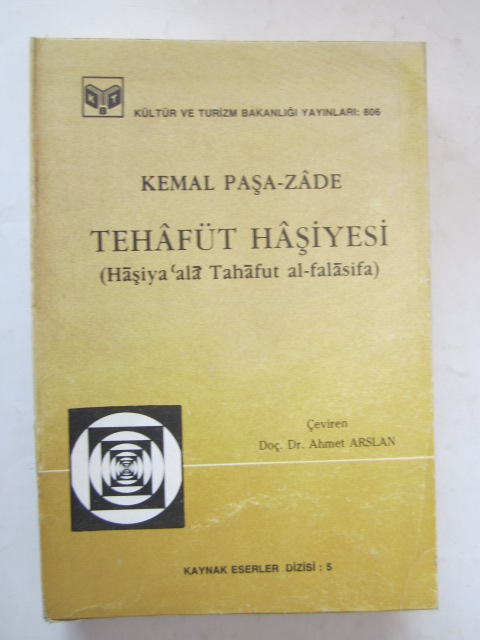 K B T
KÜLTÜR VE TURİZM BAKANLIĞI YAYINLARI: 806
KEMAL PAŞA-ZÂDE
TEHÂFÜT HÂŞİYESİ
(Hāşiya ʿalā Tahāfut al-falāsifa)
Çeviren
Doç. Dr. Ahmet ARSLAN
KAYNAK ESERLER DİZİSİ : 5